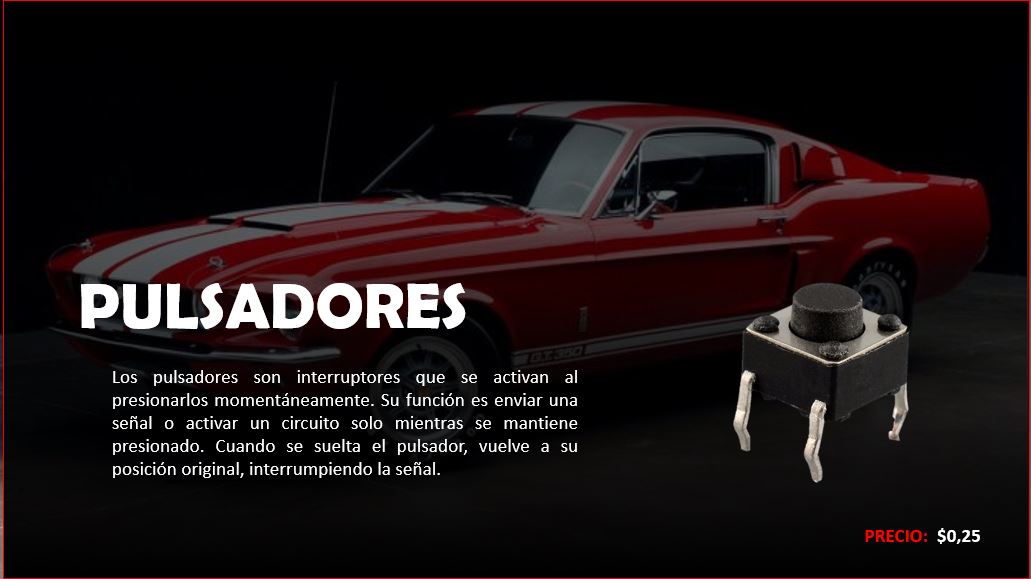 PULSADORES
Los pulsadores son interruptores que se activan al
presionarlos momentáneamente. Su función es enviar una
señal o activar un circuito solo mientras se mantiene
presionado. Cuando se suelta el pulsador, vuelve a su
posición original, interrumpiendo la señal.
GT-350
PRECIO: $0,25